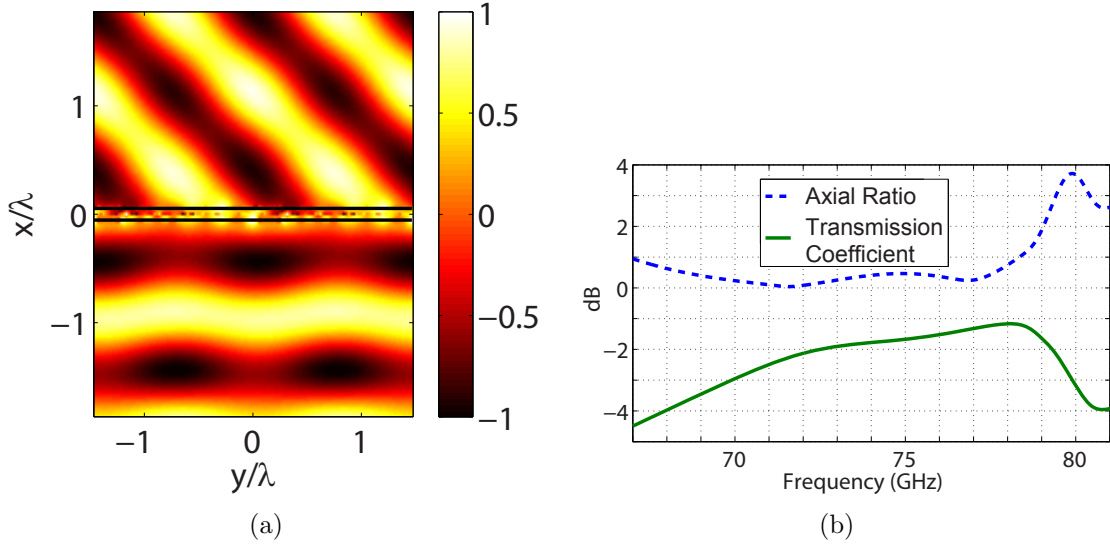 1
0.5
0
−0.5
−1
1
0
−1
x/λ
−1
0
1
y/λ
(a)
4
2
0
−2
−4
dB
Axial Ratio
Transmission
Coefficient
70
75
80
Frequency (GHz)
(b)